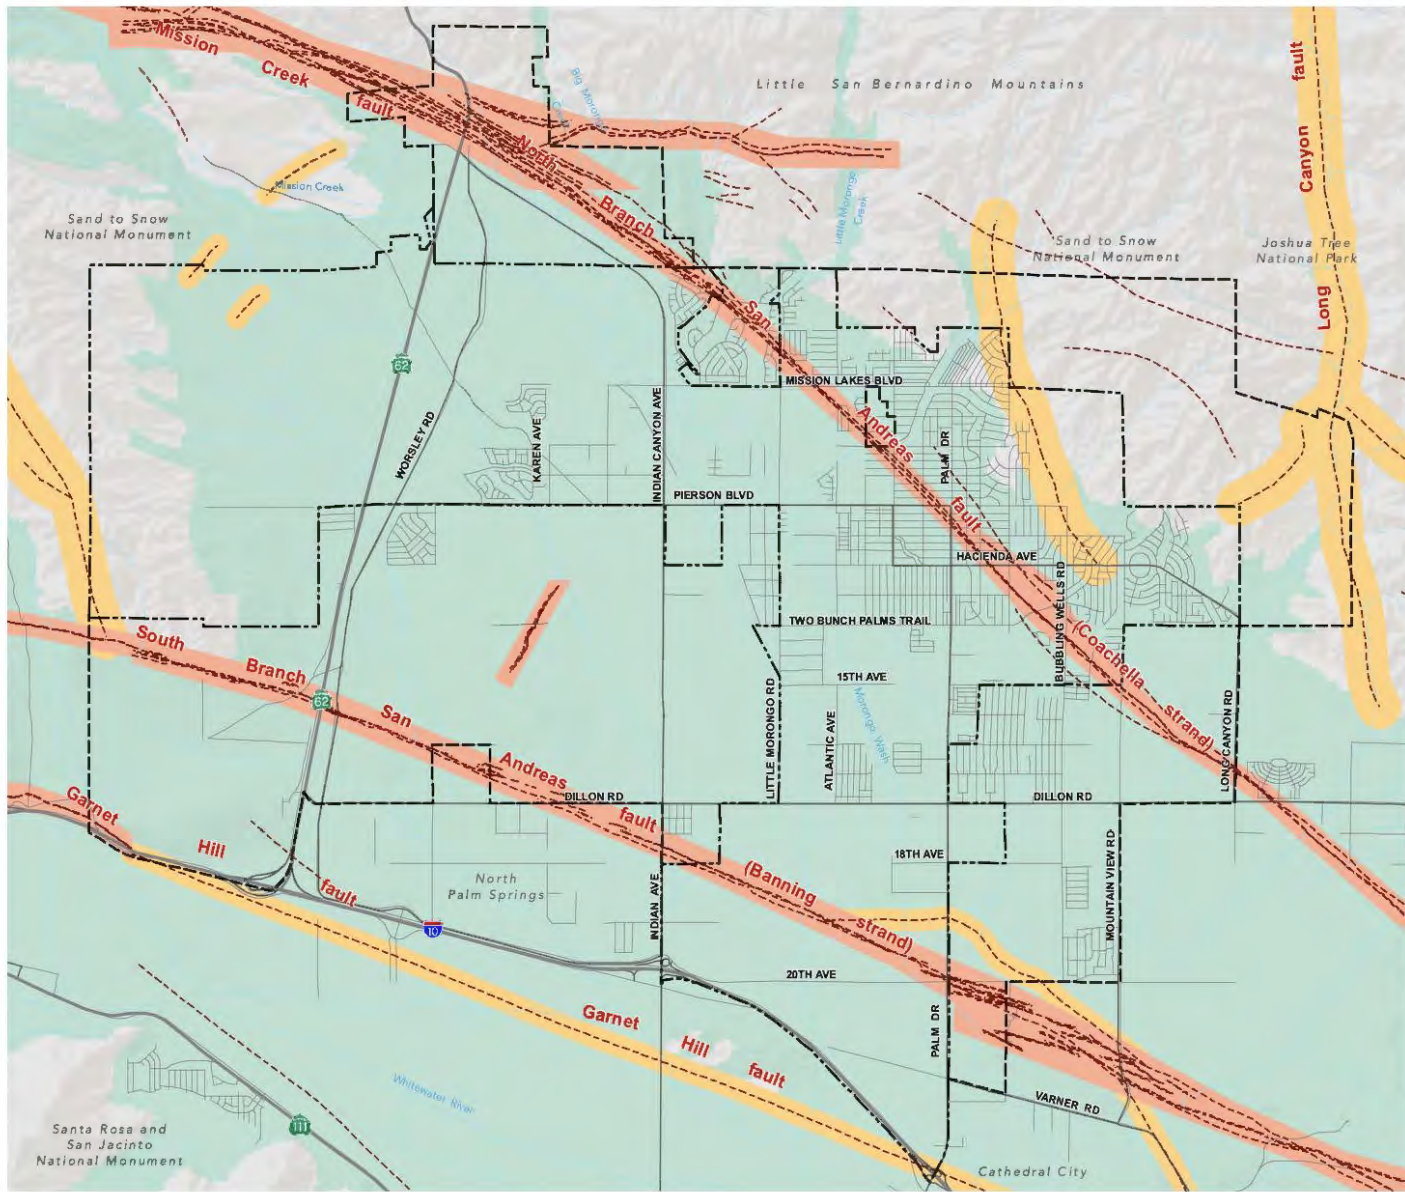 Mission
Creek
fault
North
Branch
San
Andreas
fault
(Coachella
strand)
Big Morongo
Creek
Little San Bernardino Mountains
Long Canyon fault
Mission Creek
Little Morongo
Creek
Sand to Snow
National Monument
Sand to Snow
National Monument
Joshua Tree
National Park
62
WORSLEY RD
KAREN AVE
INDIAN CANYON AVE
MISSION LAKES BLVD
PALM DR
PIERSON BLVD
HACIENDA AVE
BUBBLING WELLS RD
TWO BUNCH PALMS TRAIL
15TH AVE
LITTLE MORONGO RD
ATLANTIC AVE
Morongo Wash
LONG CANYON RD
South
Branch
San
Andreas
fault
(Banning
strand)
62
DILLON RD
DILLON RD
Garnet
Hill
fault
North
Palm Springs
10
INDIAN AVE
18TH AVE
MOUNTAIN VIEW RD
20TH AVE
PALM DR
Garnet
Hill
fault
Whitewater River
VARNER RD
111
Santa Rosa and
San Jacinto
National Monument
Cathedral City